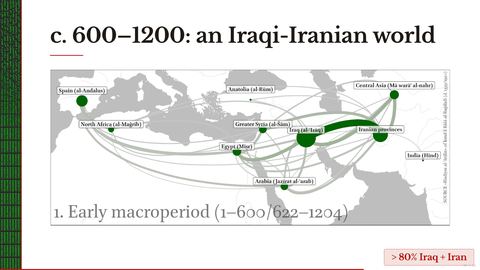 c. 600–1200: an Iraqi-Iranian world
Anatolia (al-Rūm)
Central Asia (Mā warāʾ al-nahr)
Spain (al-Andalus)
North Africa (al-Maġrib)
Greater Syria (al-Šām)
Iraq (al-ʿIrāq)
Iranian provinces
Egypt (Miṣr)
India (Hind)
Arabia (Jazīrat al-ʿarab)
1. Early macroperiod (1–600/622–1204)
> 80% Iraq + Iran